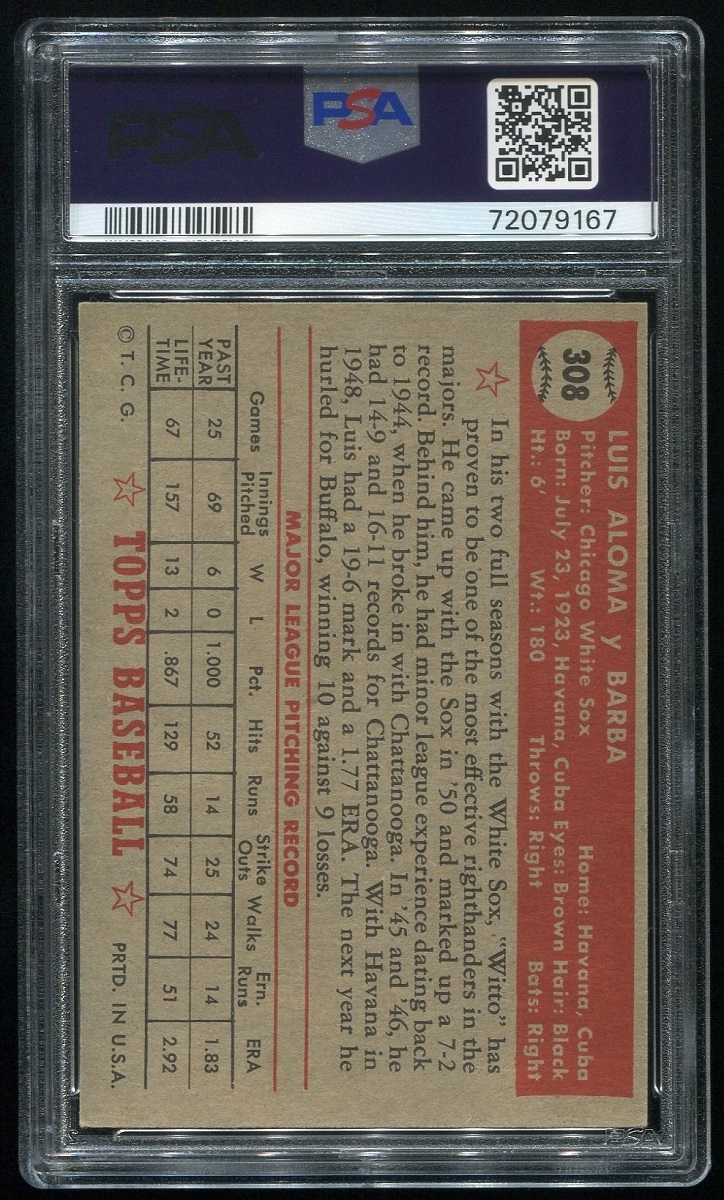 PSA
PSA
72079167
308
LUIS ALOMA y BARBA
Pitcher: Chicago White Sox Home: Havana, Cuba
Born: July 23, 1923, Havana, Cuba Eyes: Brown Hair: Black
Ht.: 6' Wt.: 180 Throws: Right Bats: Right
In his two full seasons with the White Sox, "Witto" has
proven to be one of the most effective righthanders in the
majors. He came up with the Sox in '50 and marked up a 7-2
record. Behind him, he had minor league experience dating back
to 1944, when he broke in with Chattanooga. In '45 and '46, he
had 14-9 and 16-11 records for Chattanooga. With Havana in
1948, Luis had a 19-6 mark and a 1.77 ERA. The next year he
hurled for Buffalo, winning 10 against 9 losses.
MAJOR LEAGUE PITCHING RECORD
Games Innings Pitched W L Pct. Hits Runs Strike Outs Walks Ern. Runs ERA
PAST YEAR 25 69 6 0 1.000 52 14 25 24 14 1.83
LIFE-TIME 67 157 13 2 .867 129 58 74 77 51 2.92
© T. C. G. TOPPS BASEBALL PRTD. IN U.S.A.
PSA